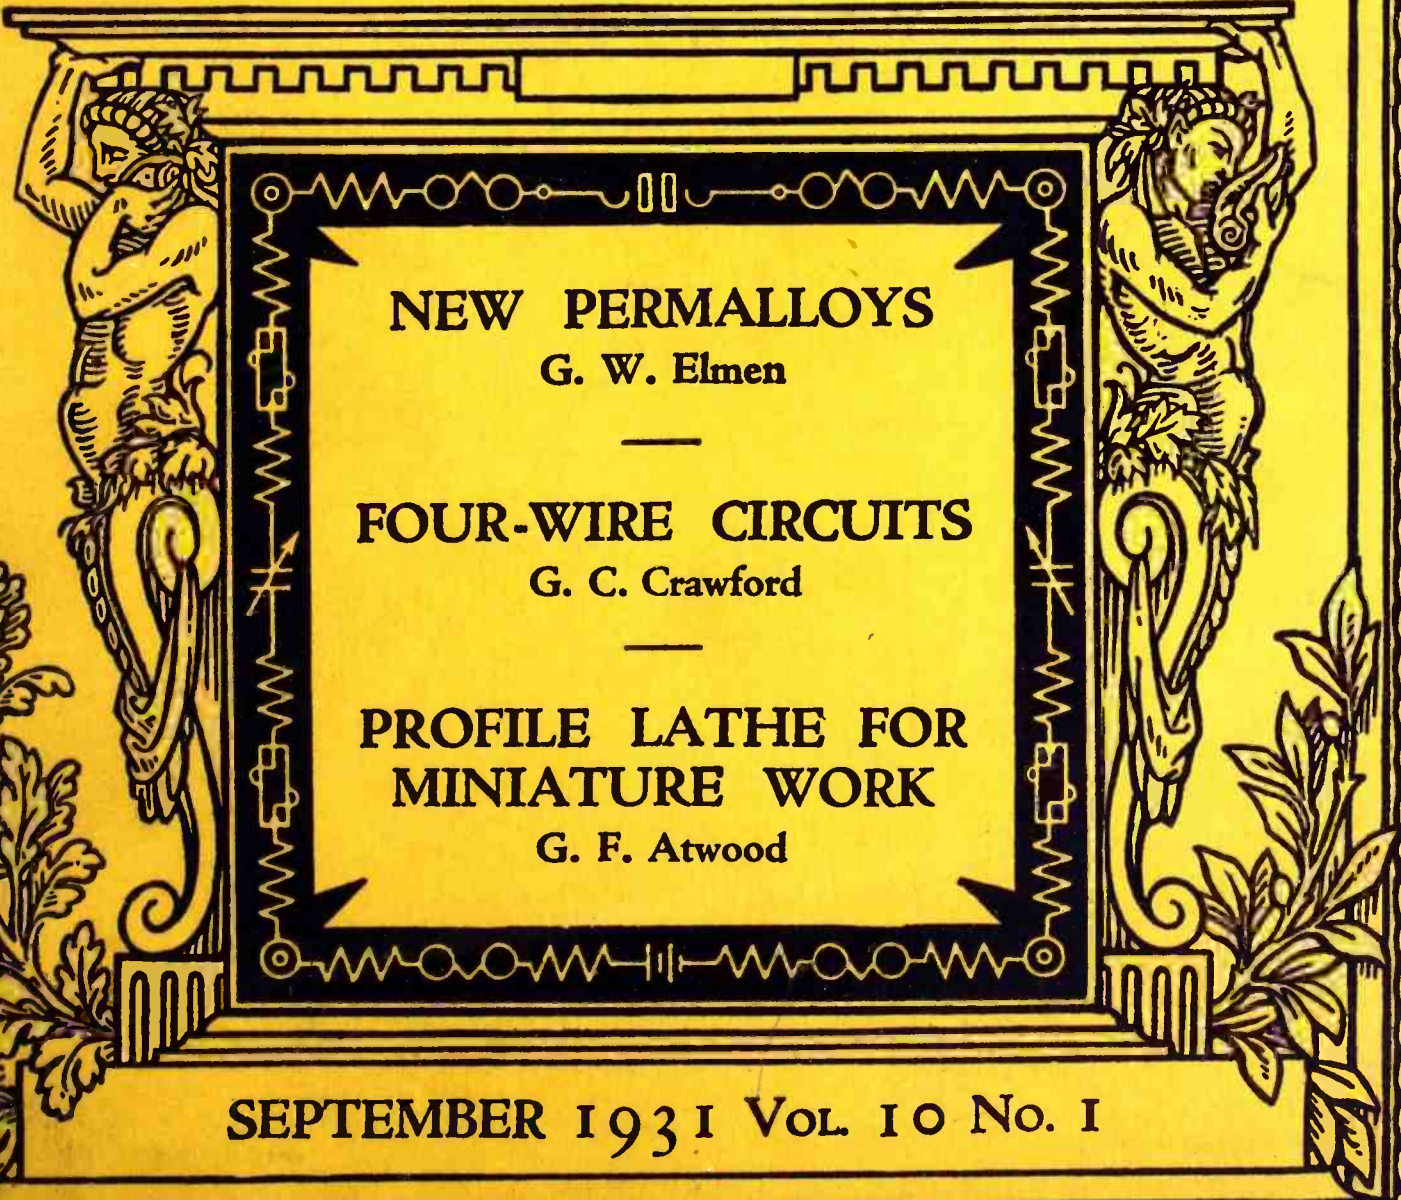 NEW PERMALLOYS
G. W. Elmen
FOUR-WIRE CIRCUITS
G. C. Crawford
PROFILE LATHE FOR
MINIATURE WORK
G. F. Atwood
SEPTEMBER 1931 VOL. 10 No. 1